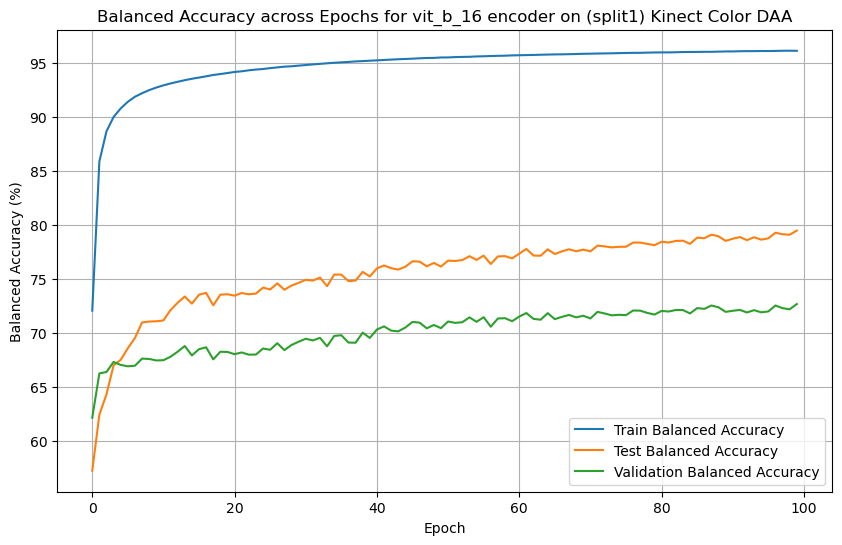 Balanced Accuracy across Epochs for vit_b_16 encoder on (split1) Kinect Color DAA
Balanced Accuracy (%)
95
90
85
80
75
70
65
60
0 20 40 60 80 100
Epoch
Train Balanced Accuracy
Test Balanced Accuracy
Validation Balanced Accuracy